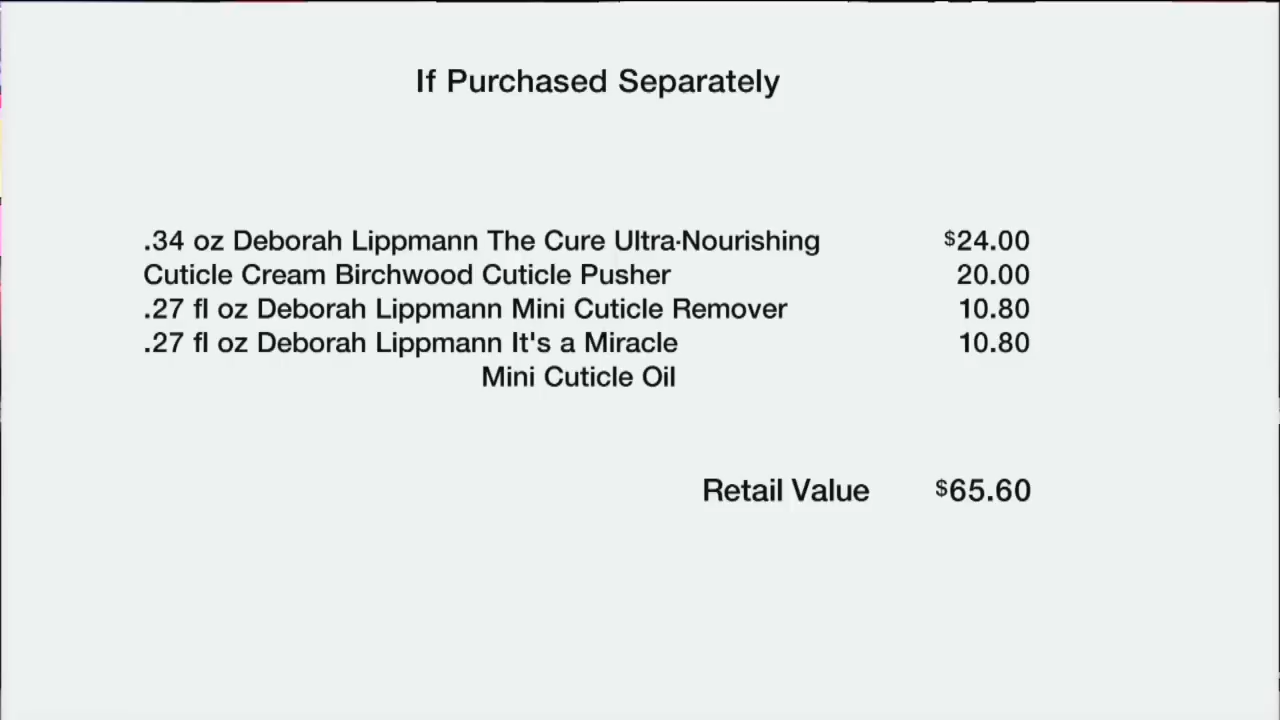 If Purchased Separately
.34 oz Deborah Lippmann The Cure Ultra·Nourishing $24.00
Cuticle Cream Birchwood Cuticle Pusher 20.00
.27 fl oz Deborah Lippmann Mini Cuticle Remover 10.80
.27 fl oz Deborah Lippmann It's a Miracle 10.80
Mini Cuticle Oil
Retail Value $65.60